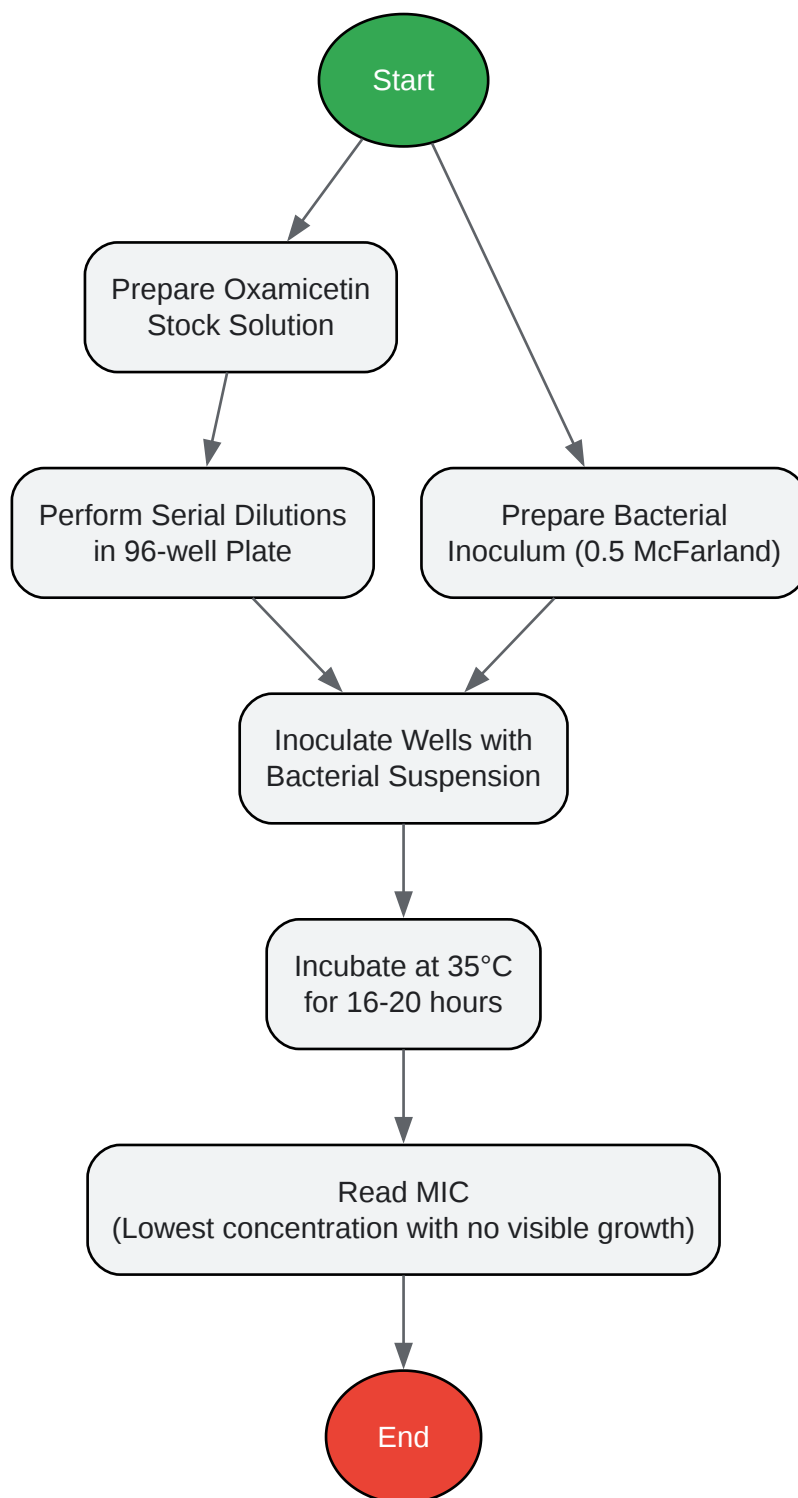 Start
Prepare Oxamicetin
Stock Solution
Perform Serial Dilutions
in 96-well Plate
Prepare Bacterial
Inoculum (0.5 McFarland)
Inoculate Wells with
Bacterial Suspension
Incubate at 35°C
for 16-20 hours
Read MIC
(Lowest concentration with no visible growth)
End